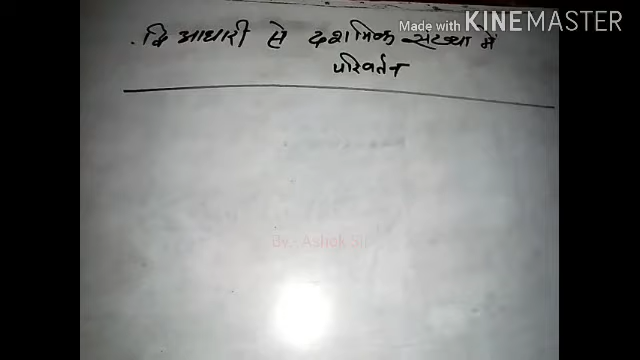 Made with KINEMASTER
द्वि आधारी से दशमिक संख्या में
परिवर्तन
By:- Ashok Sir